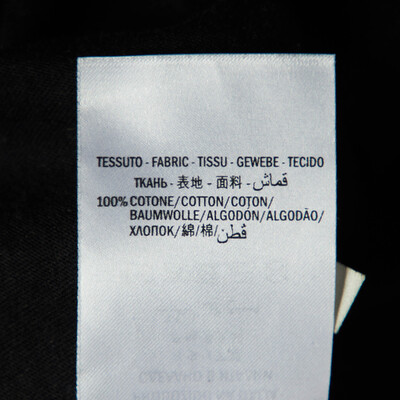 TESSUTO - FABRIC - TISSU - GEWEBE - TECIDO
ТКАНЬ - 表地 - 面料 - قماش
100% COTONE/COTTON/COTON/
BAUMWOLLE/ALGODÓN/ALGODÃO/
ХЛОПОК/綿/棉/قُطن